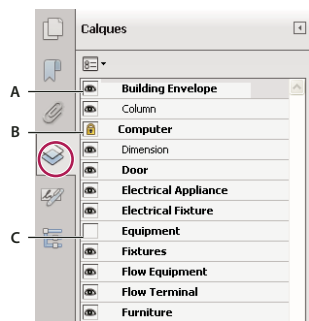 Calques
A
Building Envelope
Column
B
Computer
Dimension
Door
Electrical Appliance
Electrical Fixture
C
Equipment
Fixtures
Flow Equipment
Flow Terminal
Furniture